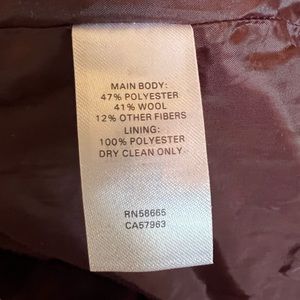 MAIN BODY:
47% POLYESTER
41% WOOL
12% OTHER FIBERS
LINING:
100% POLYESTER
DRY CLEAN ONLY
RN58665
CA57963